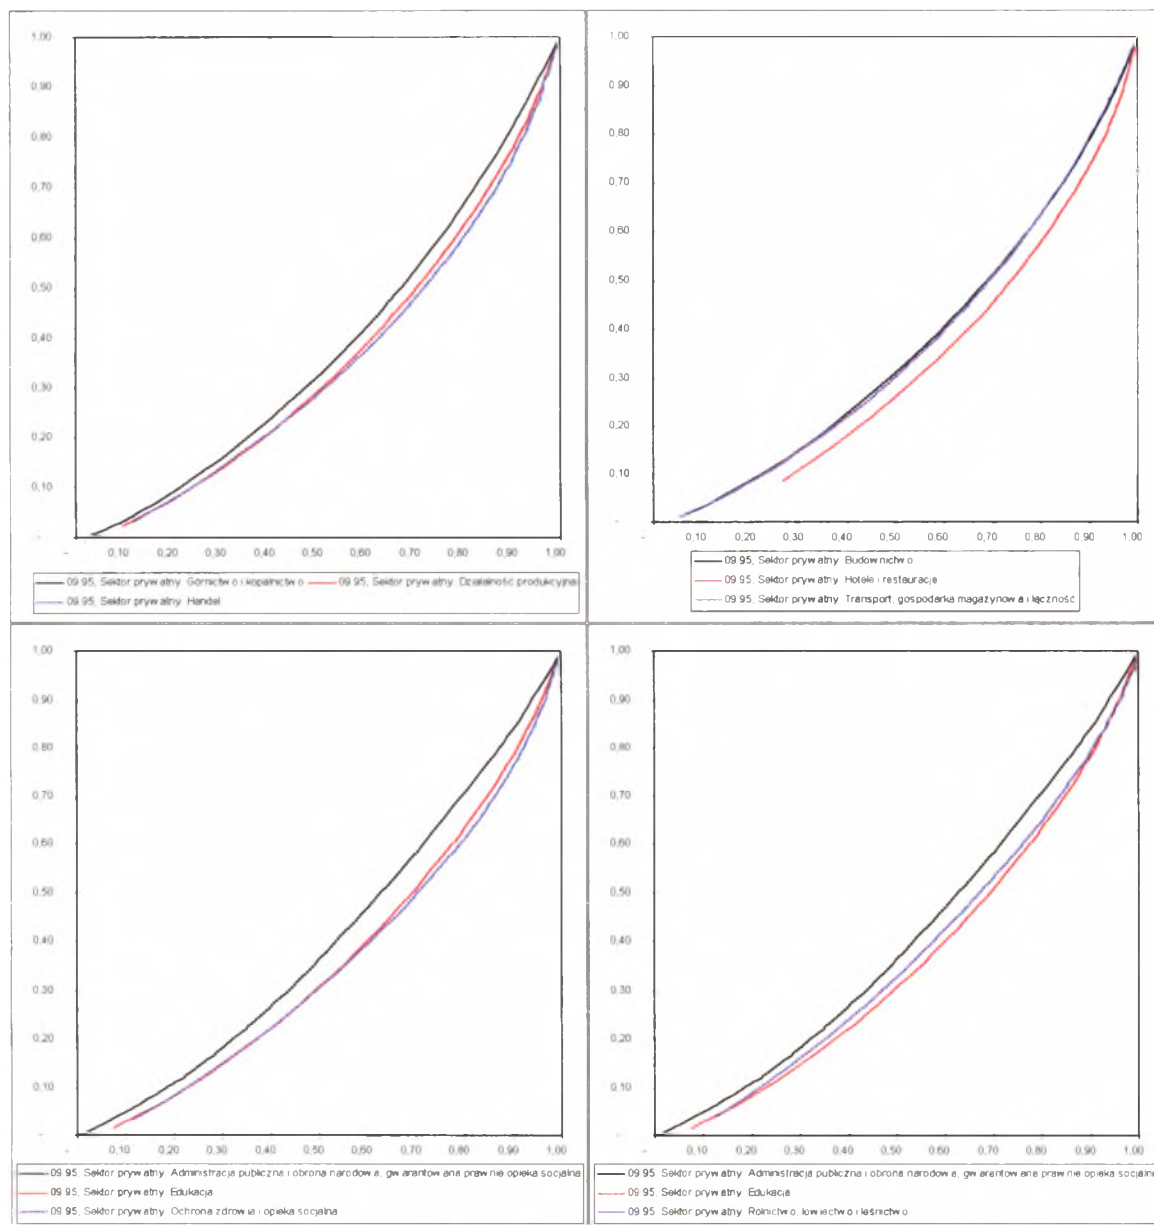 1,00
0,90
0,80
0,70
0,60
0,50
0,40
0,30
0,20
0,10
-
- 0,10 0,20 0,30 0,40 0,50 0,60 0,70 0,80 0,90 1,00
09.95, Sektor prywatny Górnictwo i kopalnictwo 09.95, Sektor prywatny Działalność produkcyjna
09.95, Sektor prywatny Handel
1,00
0,90
0,80
0,70
0,60
0,50
0,40
0,30
0,20
0,10
-
- 0,10 0,20 0,30 0,40 0,50 0,60 0,70 0,80 0,90 1,00
09.95, Sektor prywatny Budownictwo
09.95, Sektor prywatny Hotele i restauracje
09.95, Sektor prywatny Transport, gospodarka magazynowa i łączność
1,00
0,90
0,80
0,70
0,60
0,50
0,40
0,30
0,20
0,10
-
- 0,10 0,20 0,30 0,40 0,50 0,60 0,70 0,80 0,90 1,00
09.95, Sektor prywatny Administracja publiczna i obrona narodowa, gwarantowana prawnie opieka socjalna
09.95, Sektor prywatny Edukacja
09.95, Sektor prywatny Ochrona zdrowia i opieka socjalna
1,00
0,90
0,80
0,70
0,60
0,50
0,40
0,30
0,20
0,10
-
- 0,10 0,20 0,30 0,40 0,50 0,60 0,70 0,80 0,90 1,00
09.95, Sektor prywatny Administracja publiczna i obrona narodowa, gwarantowana prawnie opieka socjalna
09.95, Sektor prywatny Edukacja
09.95 Sektor prywatny Rolnictwo, łowiectwo i leśnictwo